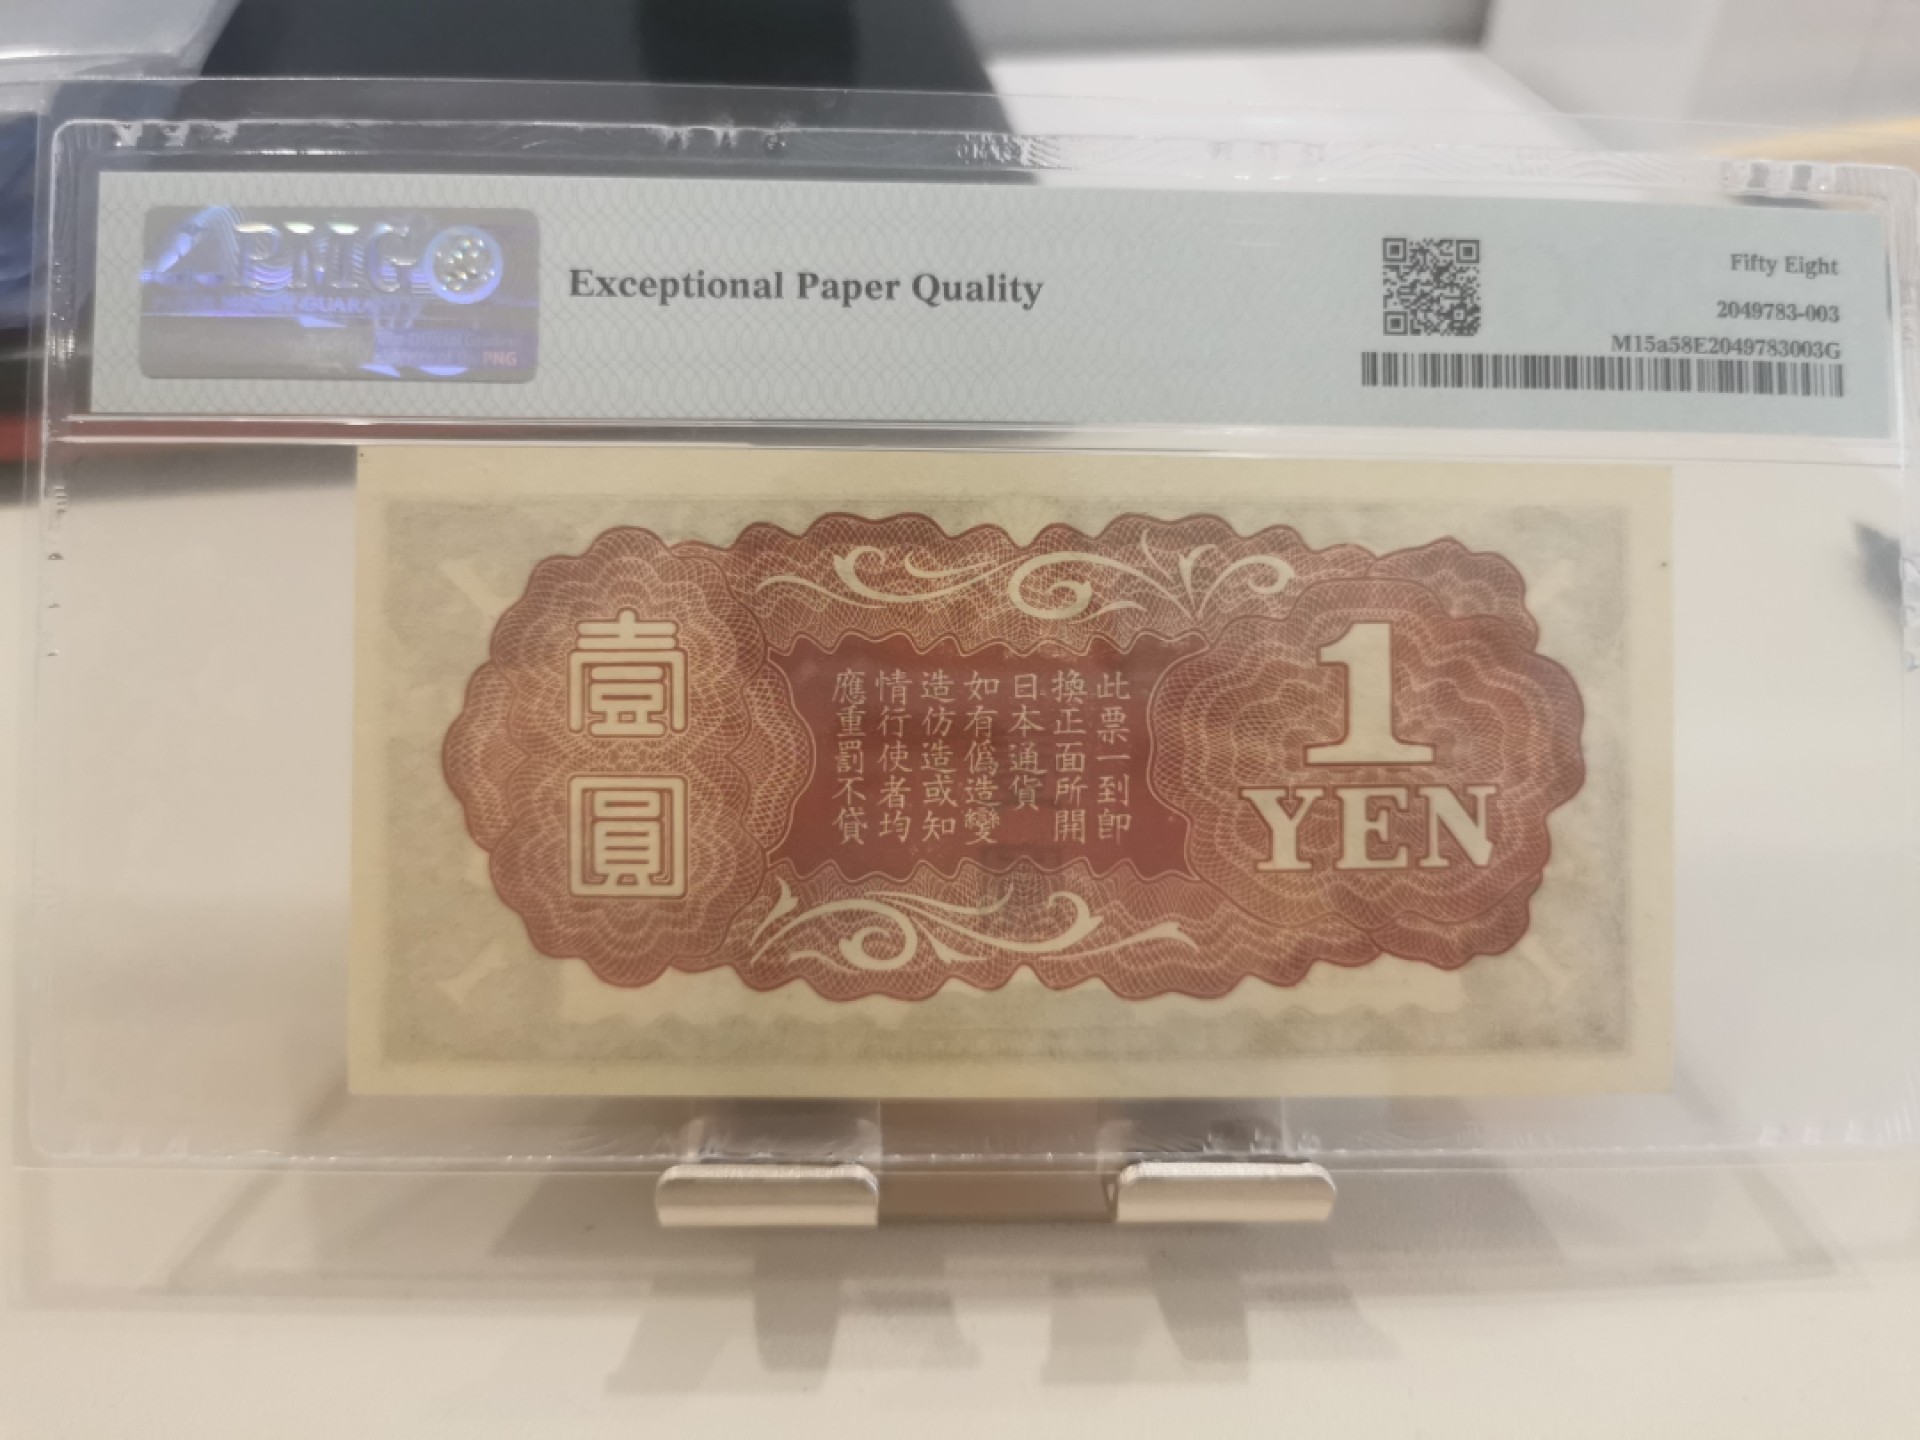 PMG
Exceptional Paper Quality
Fifty Eight
2049783-003
M15a58E2049783003G
壹圓
此票一到即
換正面所開
日本通貨
如有僞造變
造仿造或知
情行使者均
應重罰不貸
1
YEN